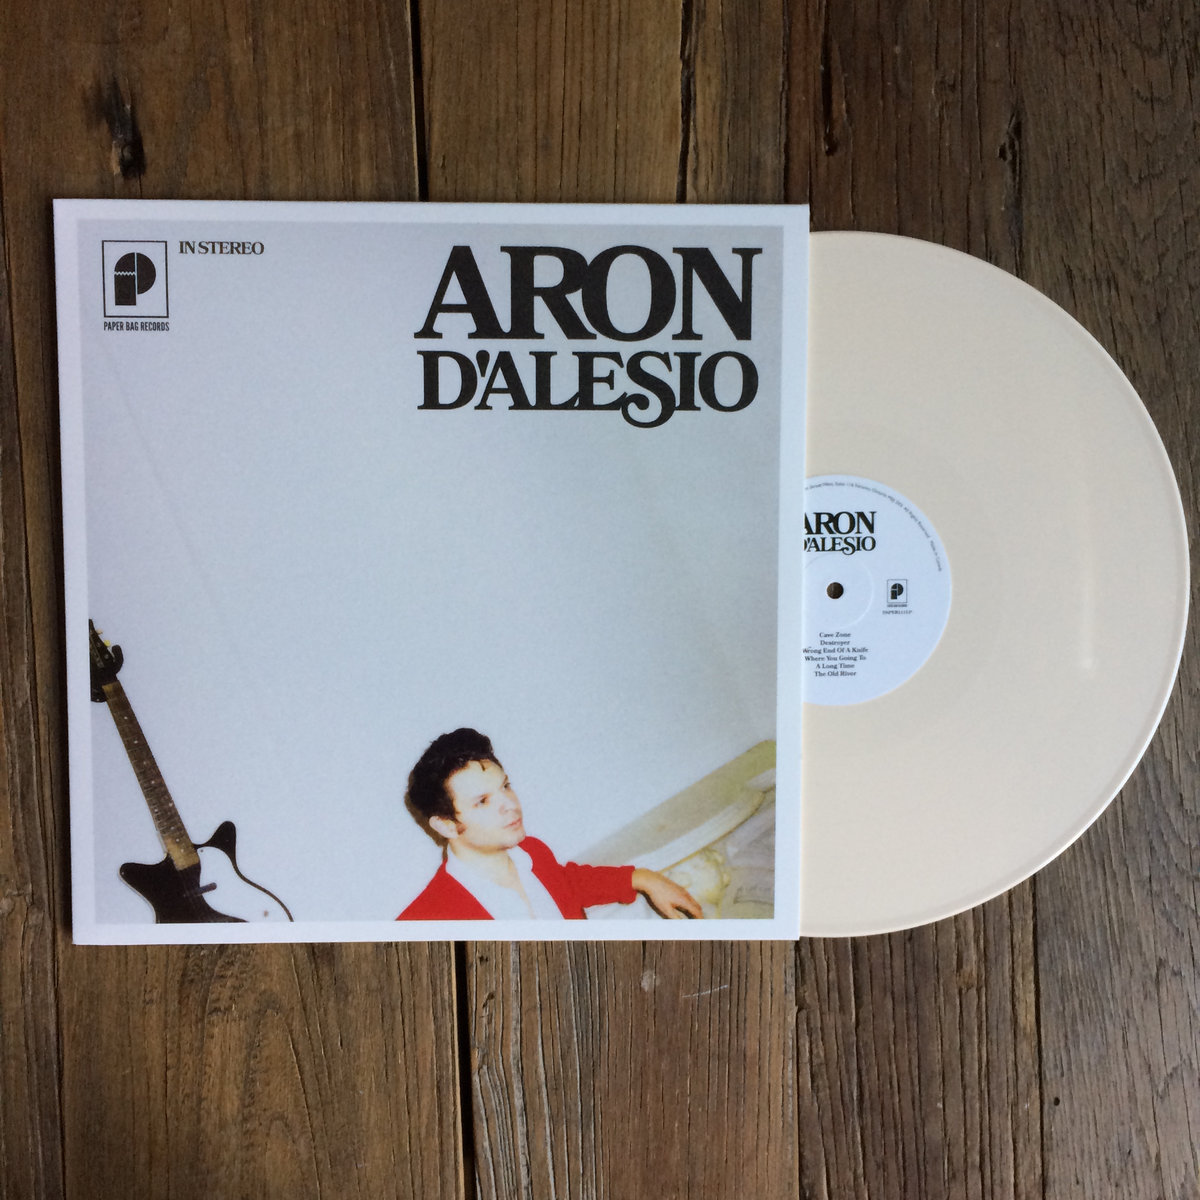 IN STEREO
PAPER BAG RECORDS
ARON
D'ALESIO
ARON
D'ALESIO
Cave Zone
Destroyer
Wrong End Of A Knife
Where You Going To
A Long Time
The Old River